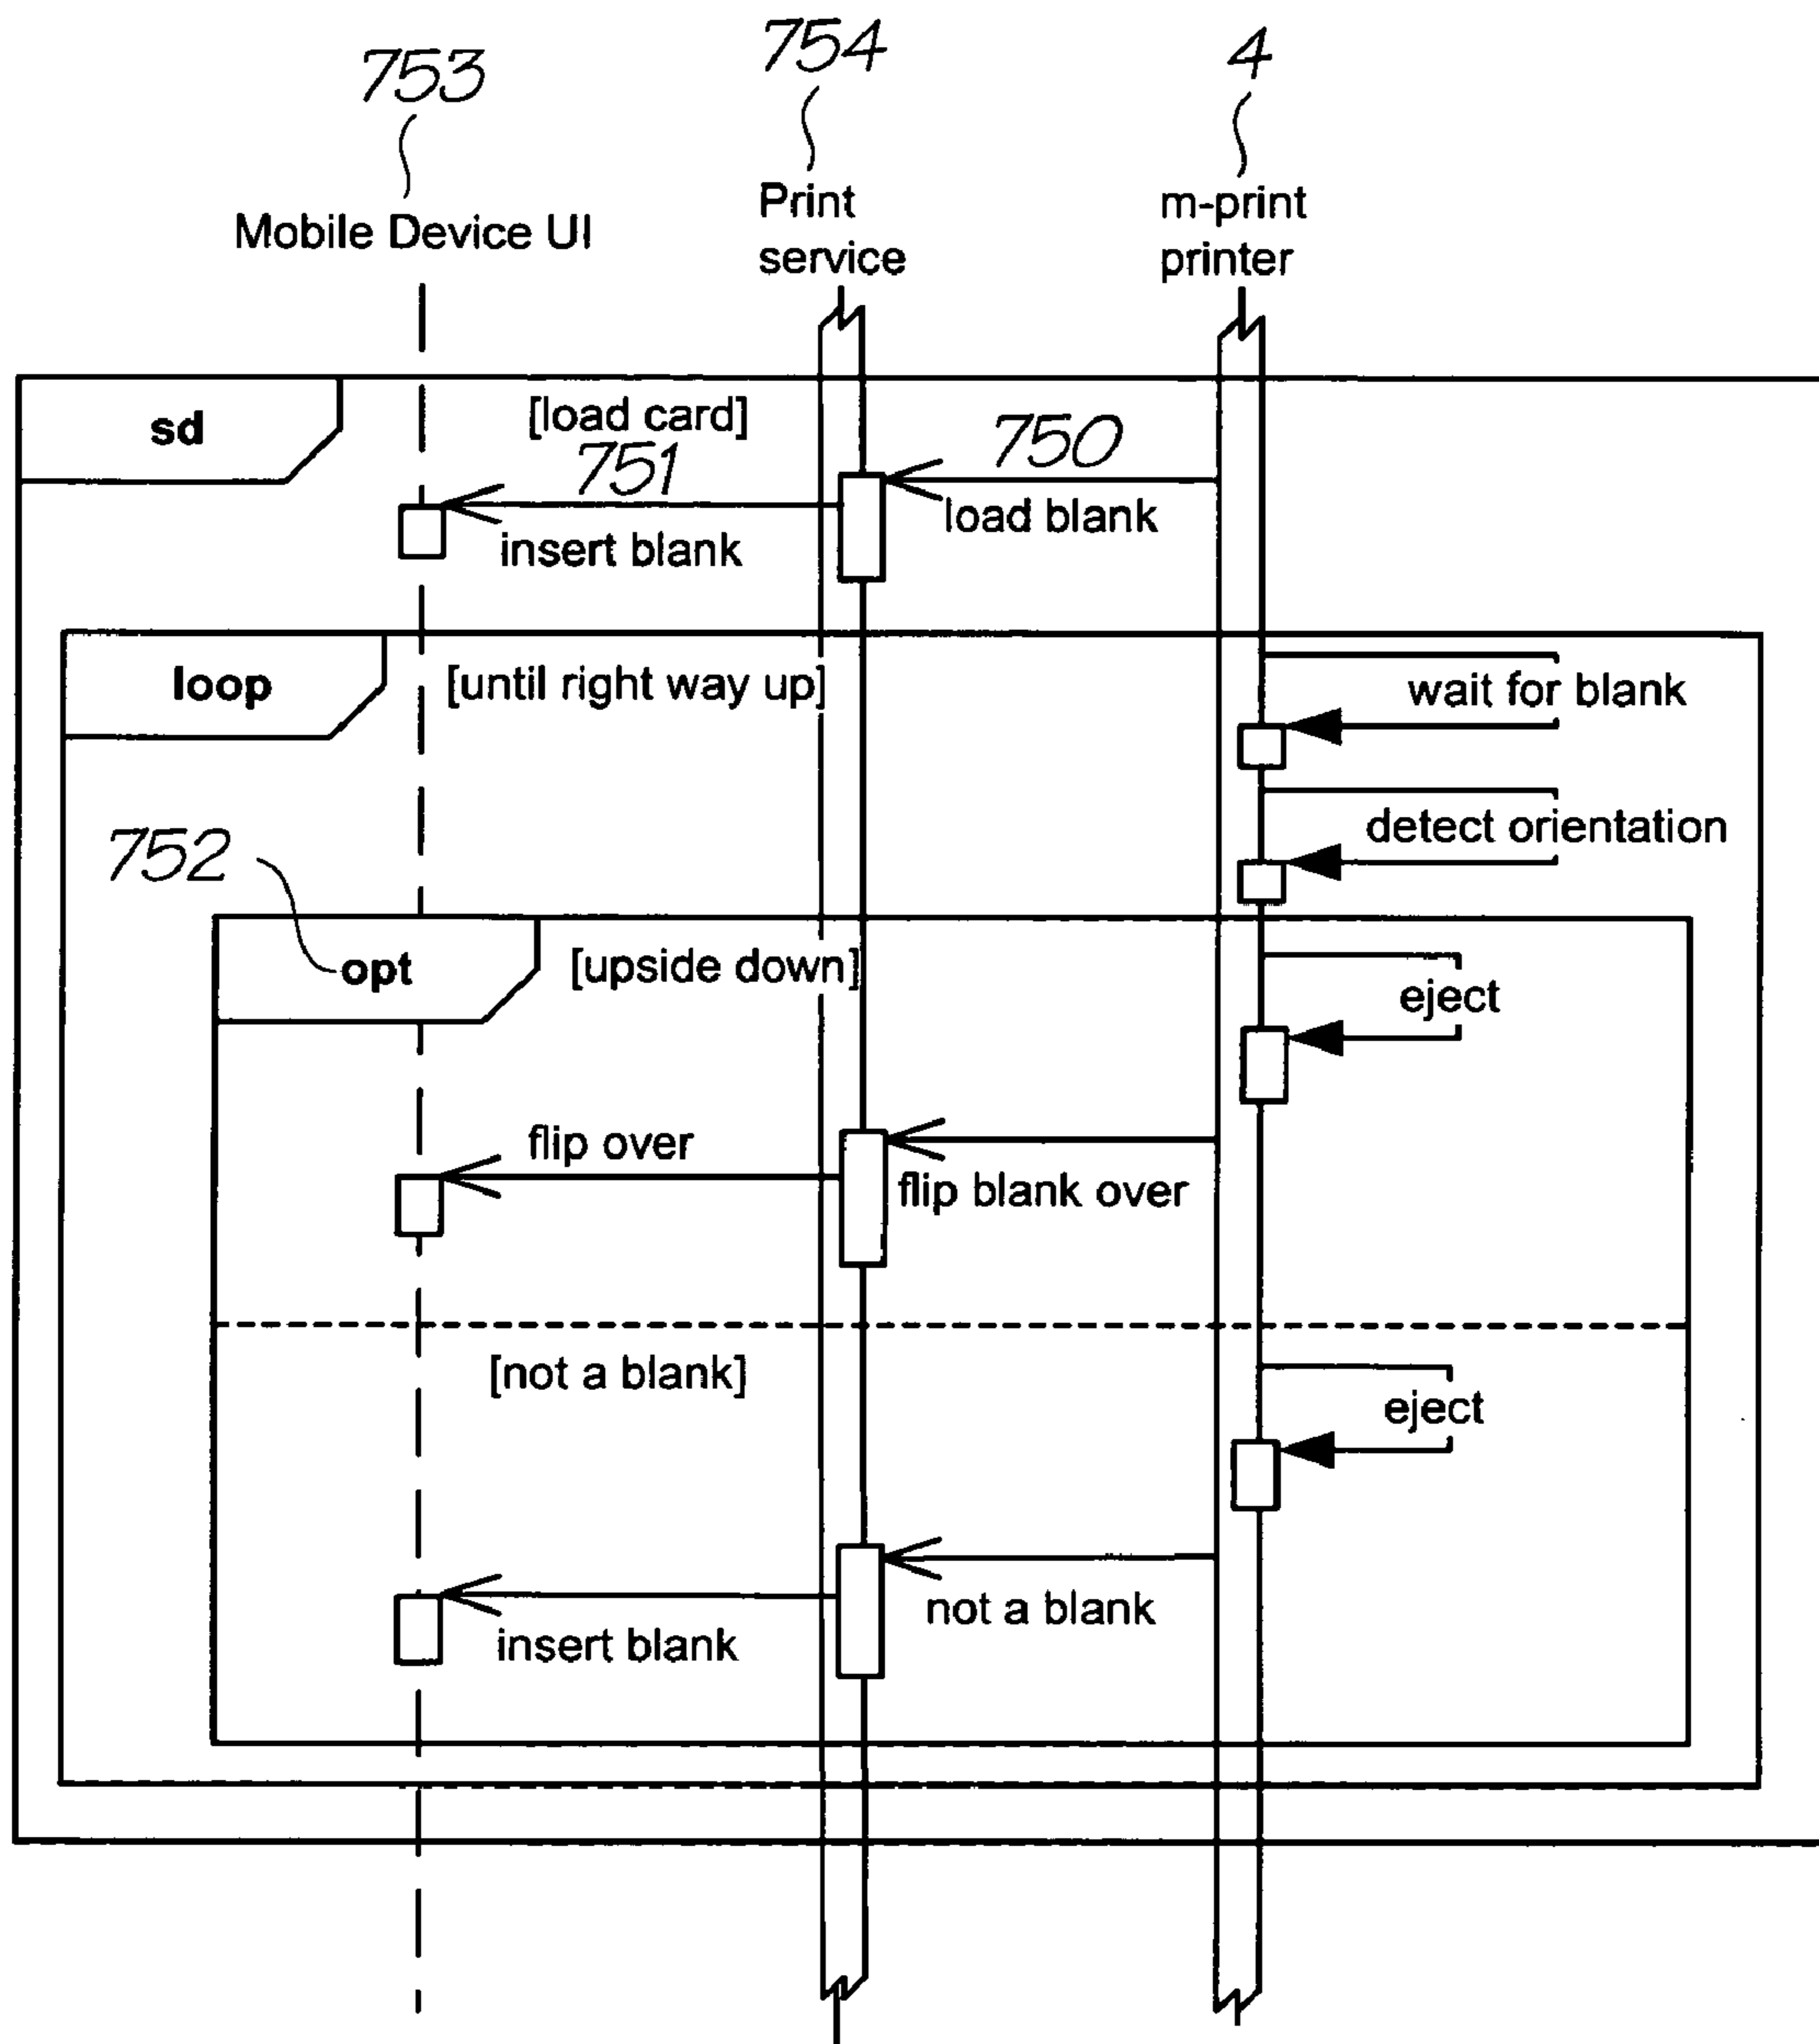 753
754
4
Mobile Device UI
Print
service
m-print
printer
sd
[load card]
751
750
insert blank
load blank
loop
[until right way up]
wait for blank
detect orientation
752
opt
[upside down]
eject
flip over
flip blank over
[not a blank]
eject
not a blank
insert blank